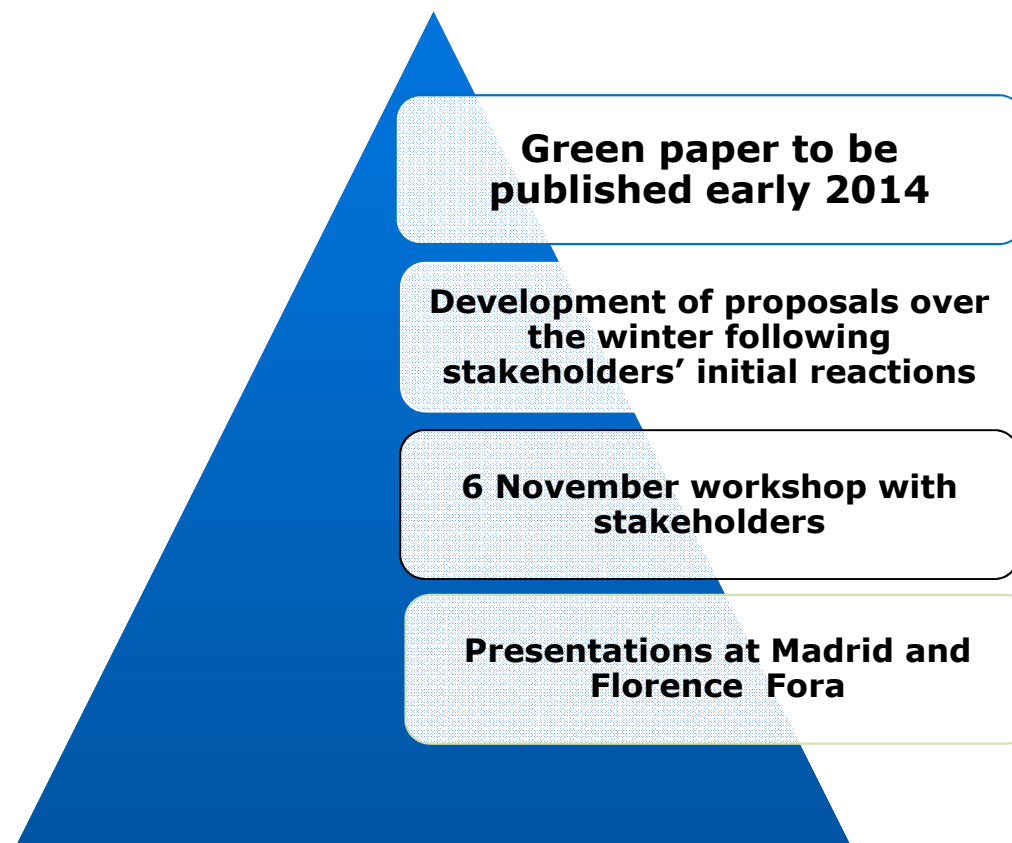 Green paper to be
published early 2014
Development of proposals over
the winter following
stakeholders’ initial reactions
6 November workshop with
stakeholders
Presentations at Madrid and
Florence  Fora